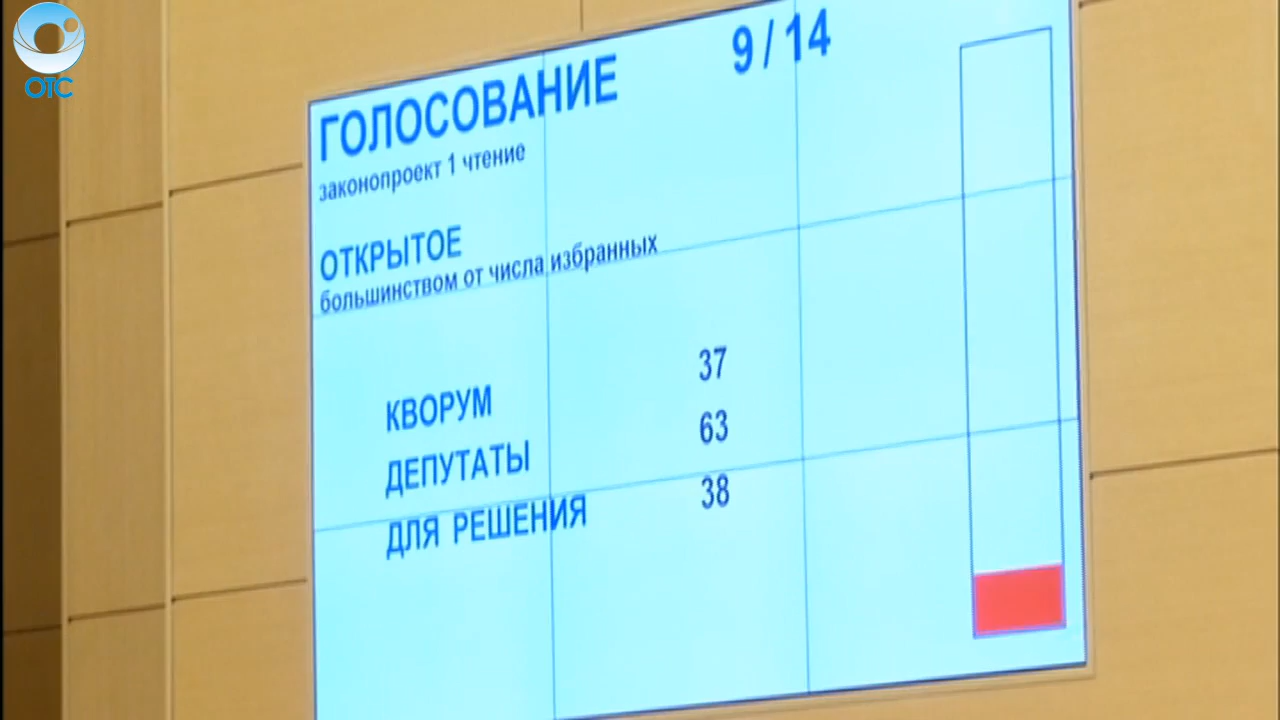 ОТС
ГОЛОСОВАНИЕ 9 / 14
законопроект 1 чтение
ОТКРЫТОЕ
большинством от числа избранных
КВОРУМ 37
ДЕПУТАТЫ 63
ДЛЯ РЕШЕНИЯ 38